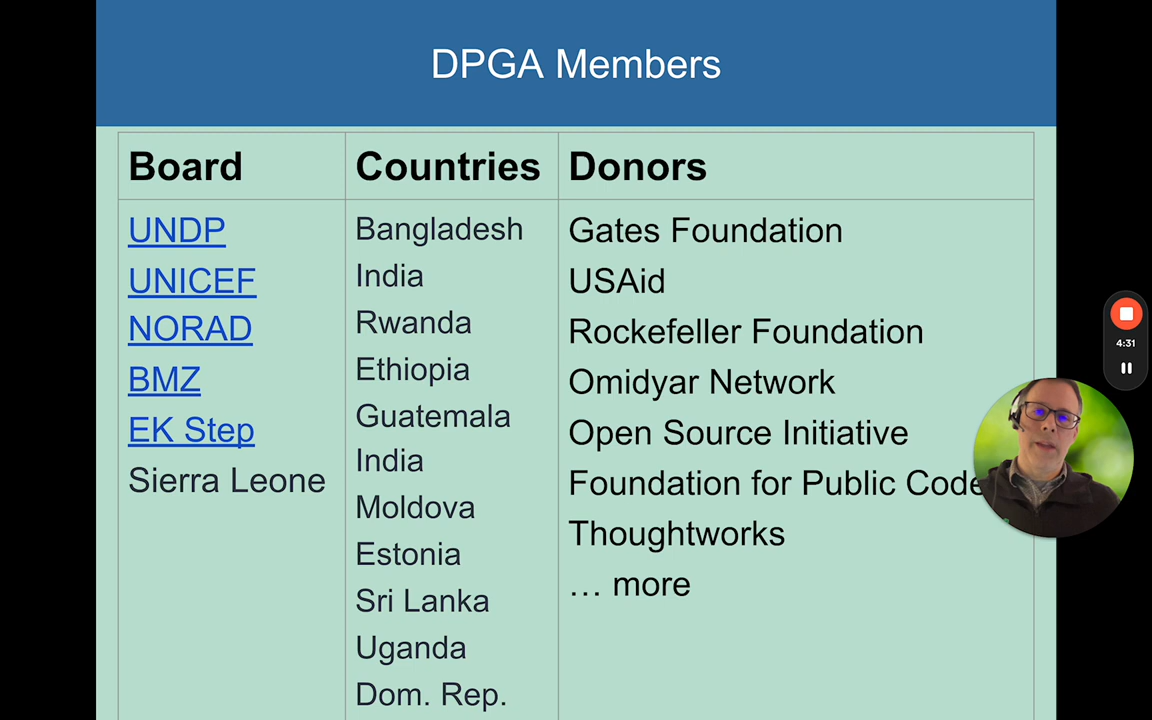 DPGA Members
Board
Countries
Donors
UNDP
UNICEF
NORAD
BMZ
EK Step
Sierra Leone
Bangladesh
India
Rwanda
Ethiopia
Guatemala
India
Moldova
Estonia
Sri Lanka
Uganda
Dom. Rep.
Gates Foundation
USAid
Rockefeller Foundation
Omidyar Network
Open Source Initiative
Foundation for Public Code
Thoughtworks
… more
4:31